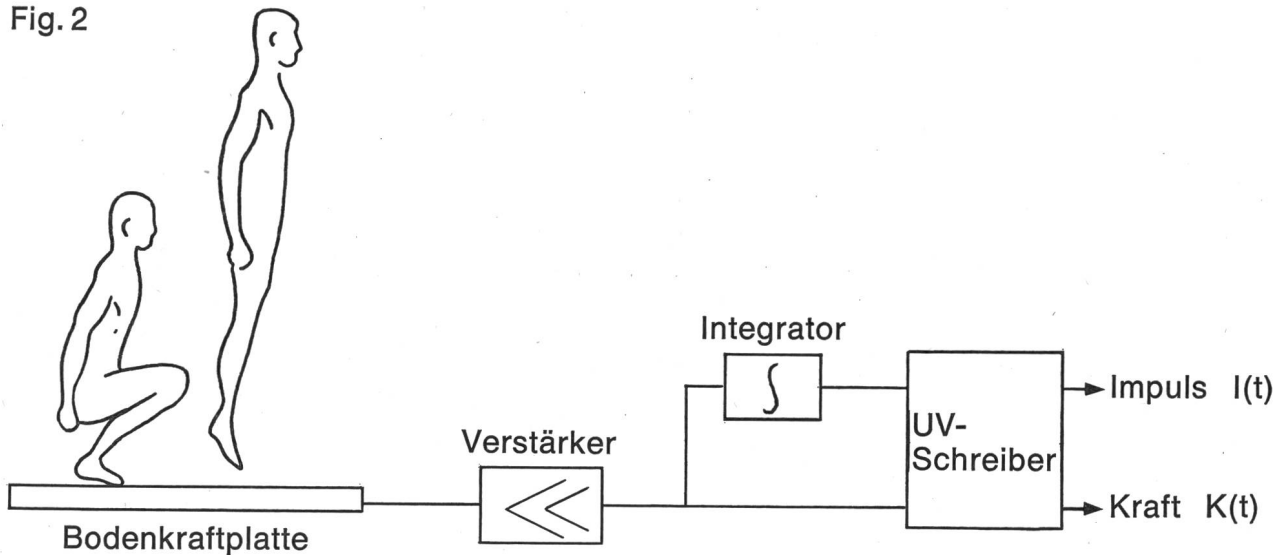 Fig. 2
Integrator
∫
Impuls I(t)
UV-
Schreiber
Verstärker
Kraft K(t)
Bodenkraftplatte